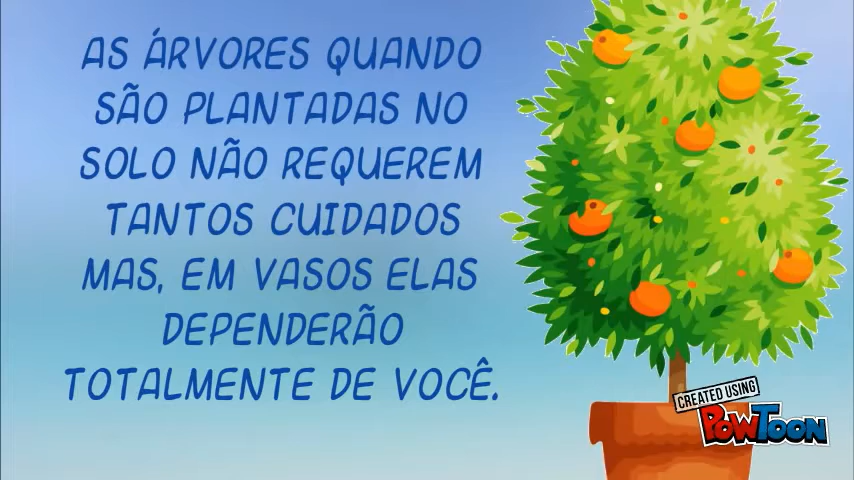 AS ÁRVORES QUANDO
SÃO PLANTADAS NO
SOLO NÃO REQUEREM
TANTOS CUIDADOS
MAS, EM VASOS ELAS
DEPENDERÃO
TOTALMENTE DE VOCÊ.
CREATED USING
POWTOON